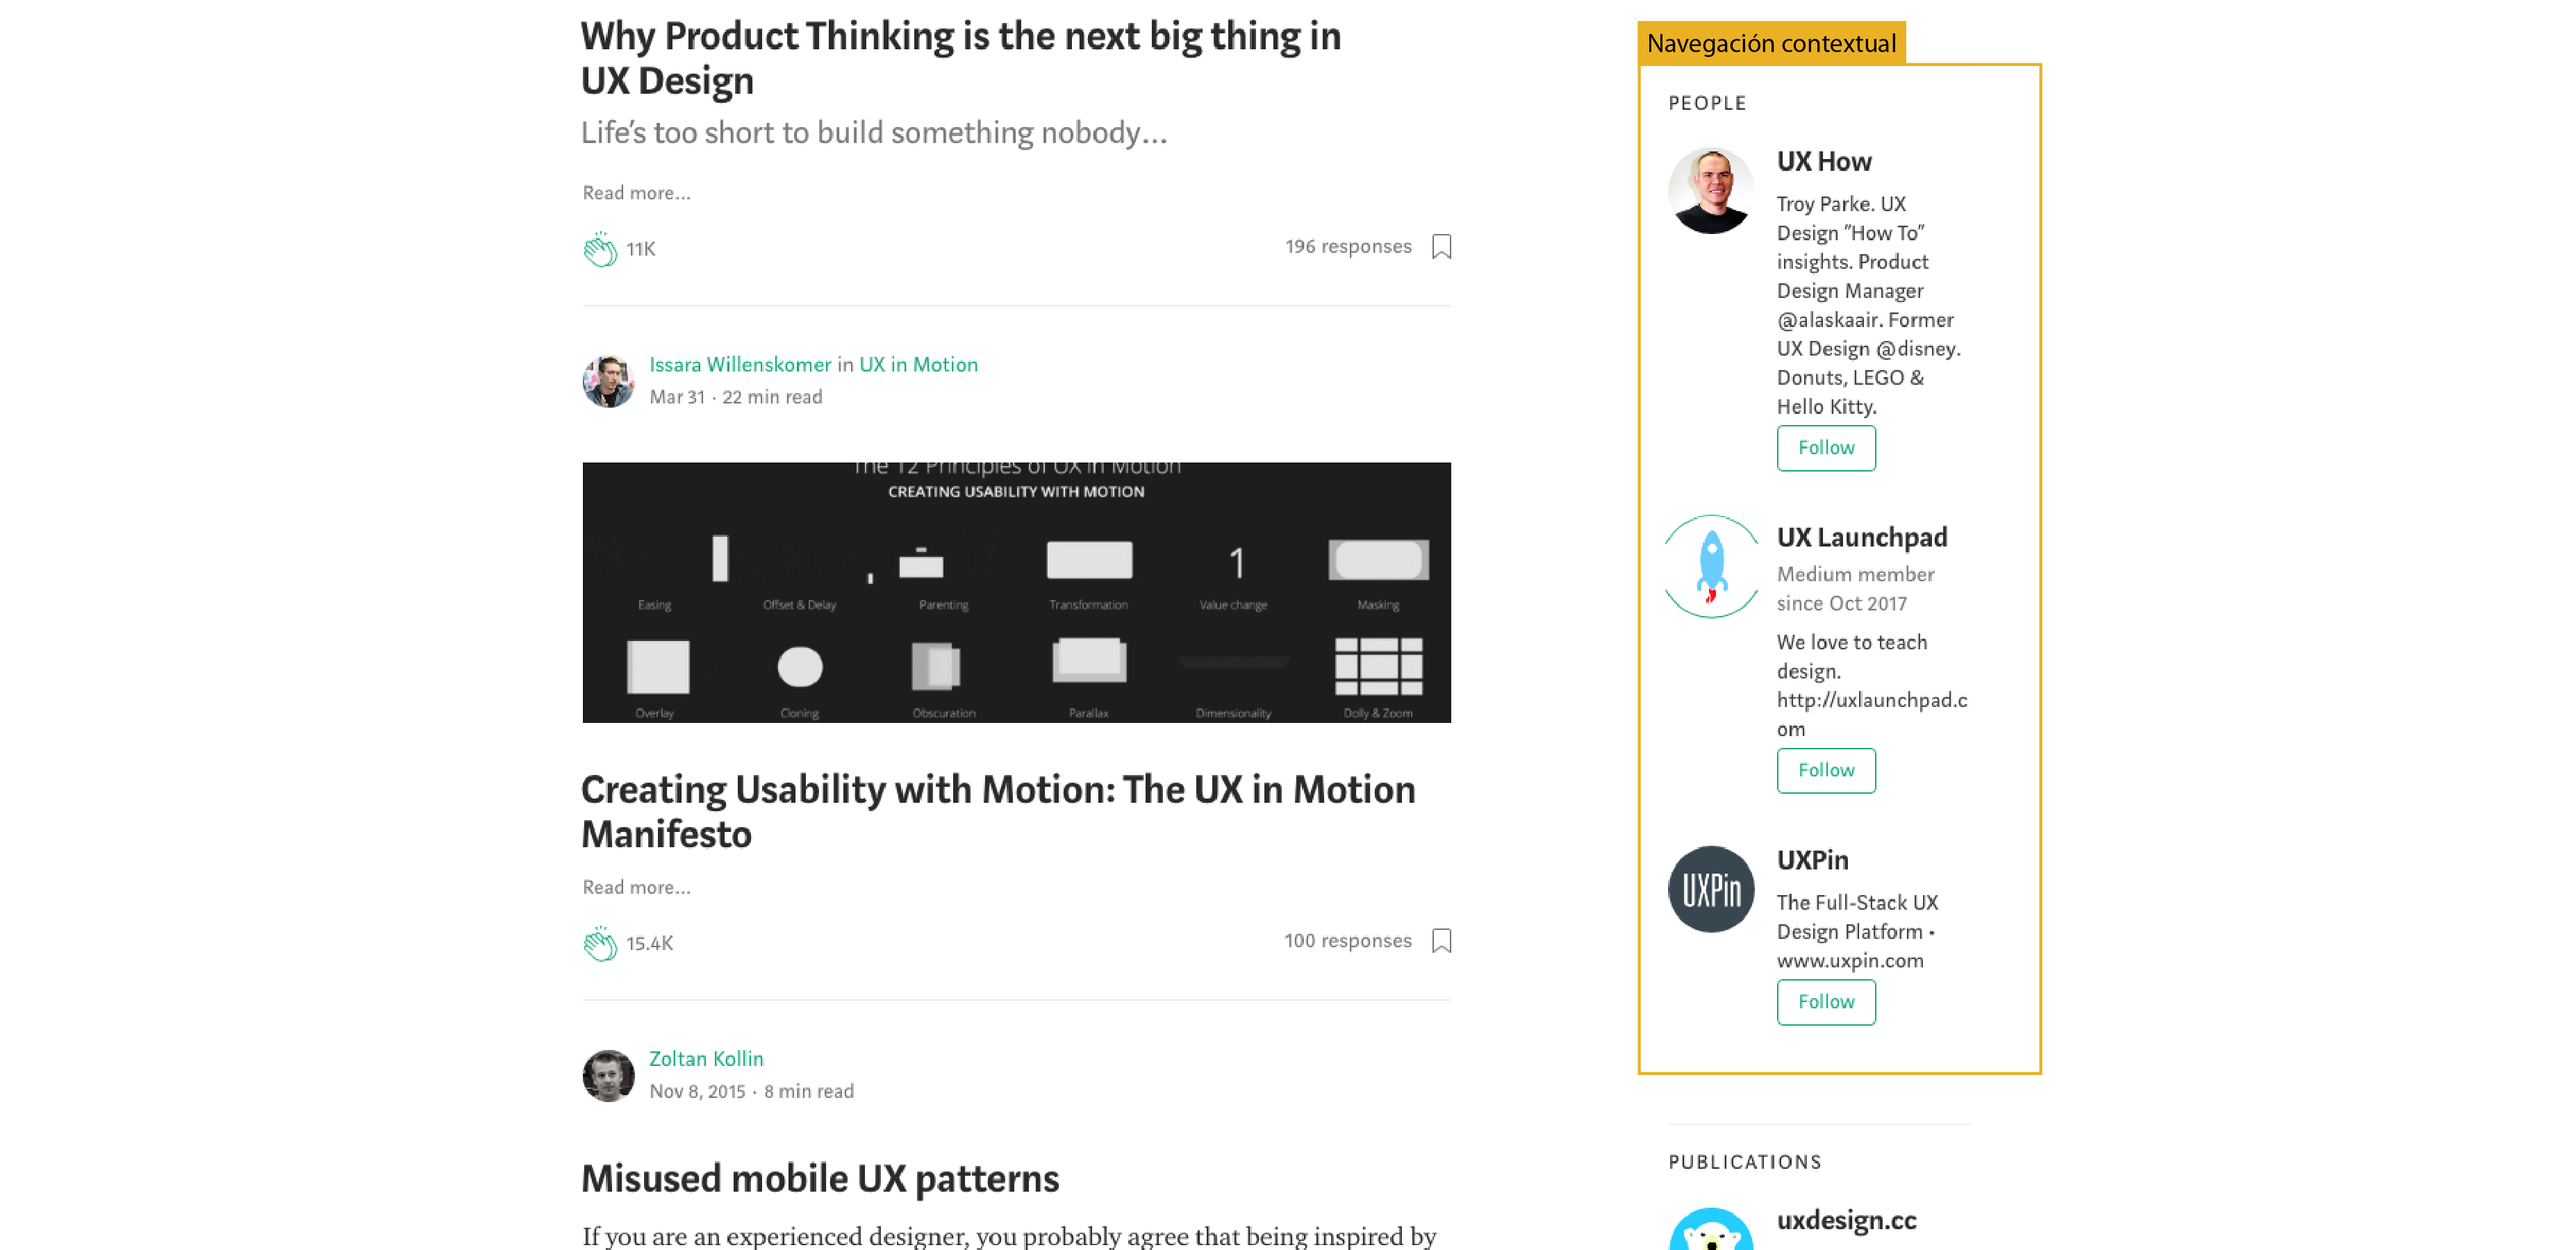 Why Product Thinking is the next big thing in
UX Design
Life's too short to build something nobody...
Read more...
11K
196 responses
Issara Willenskomer in UX in Motion
Mar 31 · 22 min read
The 12 Principles of UX in Motion
CREATING USABILITY WITH MOTION
1
Easing
Offset & Delay
Parenting
Transformation
Value change
Masking
Overlay
Cloning
Obscuration
Parallax
Dimensionality
Dolly & Zoom
Creating Usability with Motion: The UX in Motion
Manifesto
Read more...
15.4K
100 responses
Zoltan Kollin
Nov 8, 2015 · 8 min read
Misused mobile UX patterns
If you are an experienced designer, you probably agree that being inspired by
Navegación contextual
PEOPLE
UX How
Troy Parke. UX
Design "How To"
insights. Product
Design Manager
@alaskaair. Former
UX Design @disney.
Donuts, LEGO &
Hello Kitty.
Follow
UX Launchpad
Medium member
since Oct 2017
We love to teach
design.
http://uxlaunchpad.c
om
Follow
UXPin
UXPin
The Full-Stack UX
Design Platform •
www.uxpin.com
Follow
PUBLICATIONS
uxdesign.cc